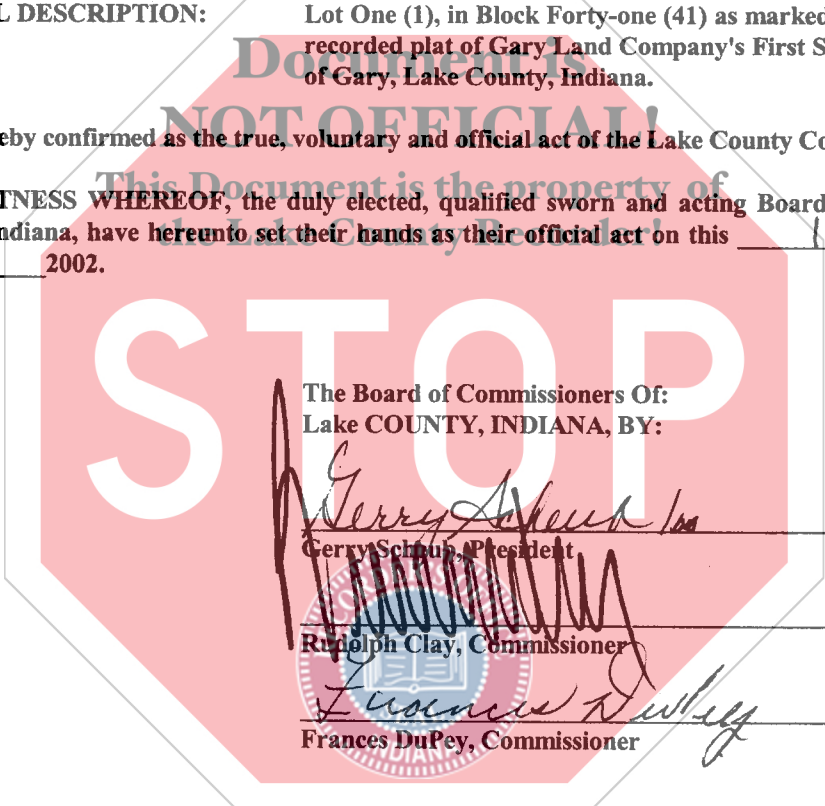 L DESCRIPTION: Lot One (1), in Block Forty-one (41) as marked
recorded plat of Gary Land Company's First S
of Gary, Lake County, Indiana.
Document is
NOT OFFICIAL!
This Document is the property of
the Lake County Recorder!
eby confirmed as the true, voluntary and official act of the Lake County Co
TNESS WHEREOF, the duly elected, qualified sworn and acting Board
ndiana, have hereunto set their hands as their official act on this
2002.
STOP
The Board of Commissioners Of:
Lake COUNTY, INDIANA, BY:
Gerry Scheub
Gerry Schuub, President
Rudolph Clay, Commissioner
Frances DuPey
Frances DuPey, Commissioner
INDIANA